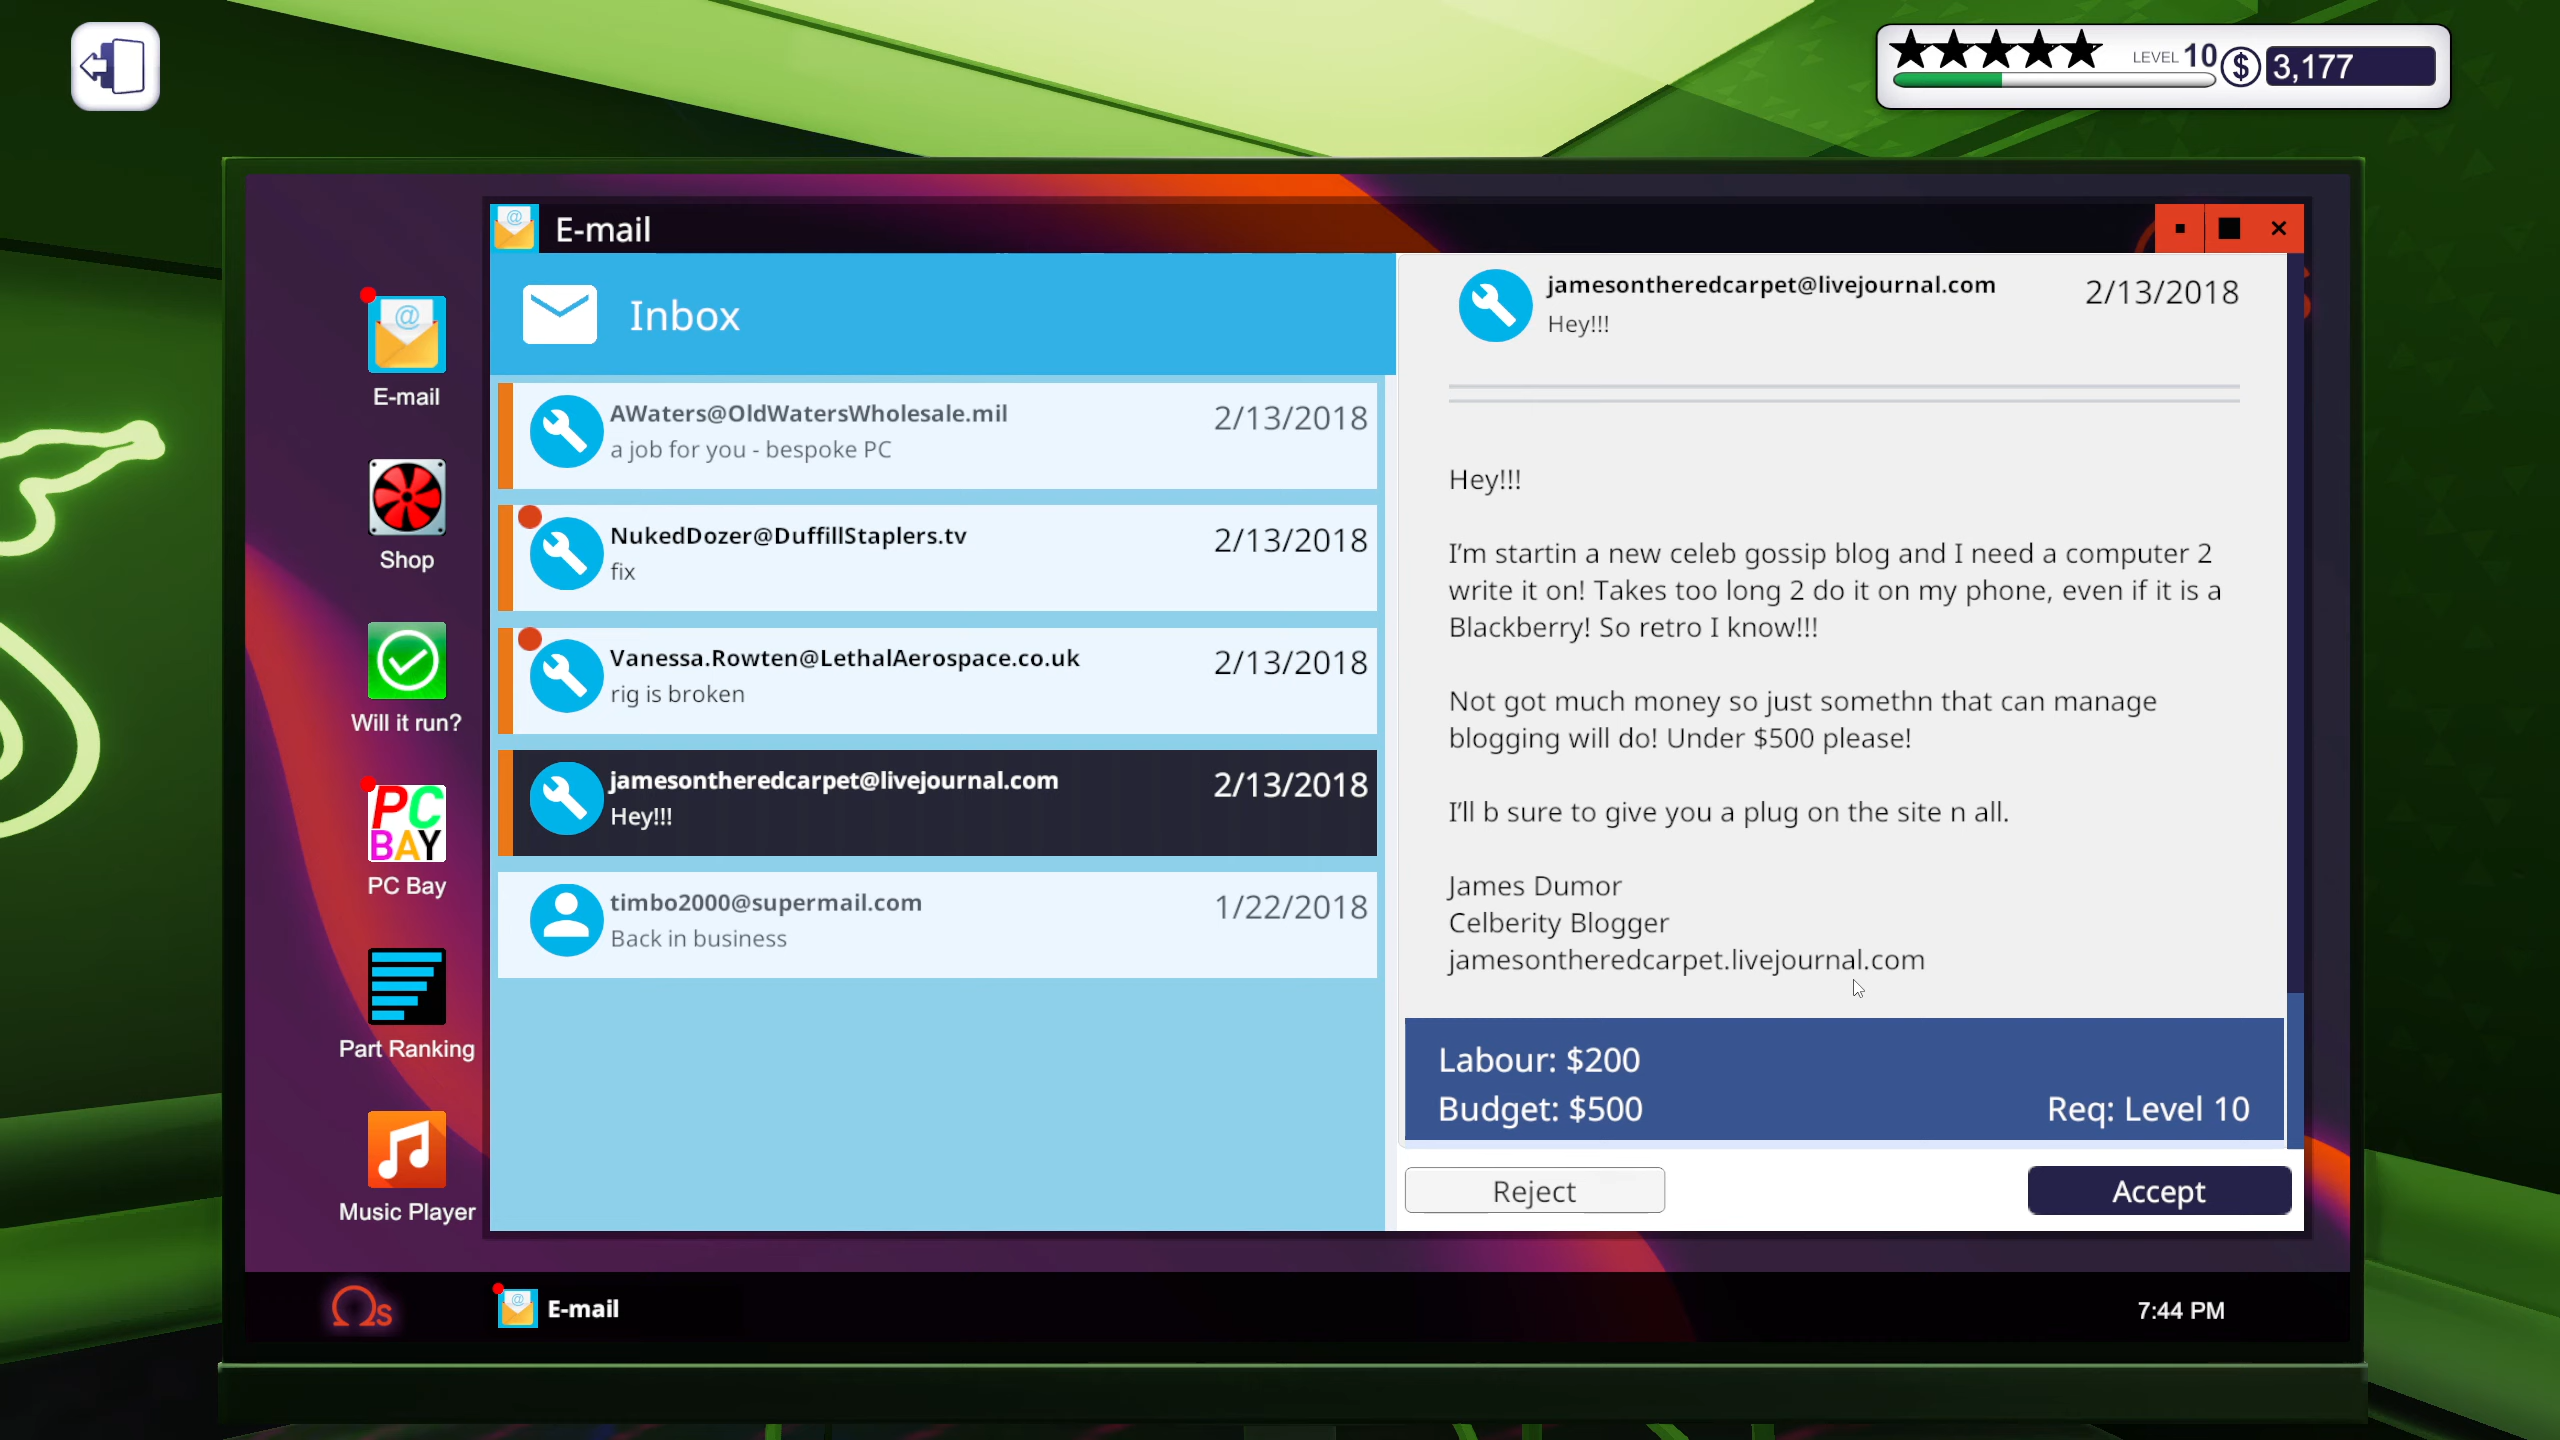 LEVEL 10
$ 3,177
E-mail
Inbox
AWaters@OldWatersWholesale.mil
2/13/2018
a job for you - bespoke PC
NukedDozer@DuffillStaplers.tv
2/13/2018
fix
Vanessa.Rowten@LethalAerospace.co.uk
2/13/2018
rig is broken
jamesontheredcarpet@livejournal.com
2/13/2018
Hey!!!
timbo2000@supermail.com
1/22/2018
Back in business
jamesontheredcarpet@livejournal.com
2/13/2018
Hey!!!
Hey!!!
I'm startin a new celeb gossip blog and I need a computer 2
write it on! Takes too long 2 do it on my phone, even if it is a
Blackberry! So retro I know!!!
Not got much money so just somethn that can manage
blogging will do! Under $500 please!
I'll b sure to give you a plug on the site n all.
James Dumor
Celberity Blogger
jamesontheredcarpet.livejournal.com
Labour: $200
Budget: $500
Req: Level 10
Reject
Accept
E-mail
Shop
Will it run?
PC
BAY
PC Bay
Part Ranking
Music Player
Ωs
E-mail
7:44 PM